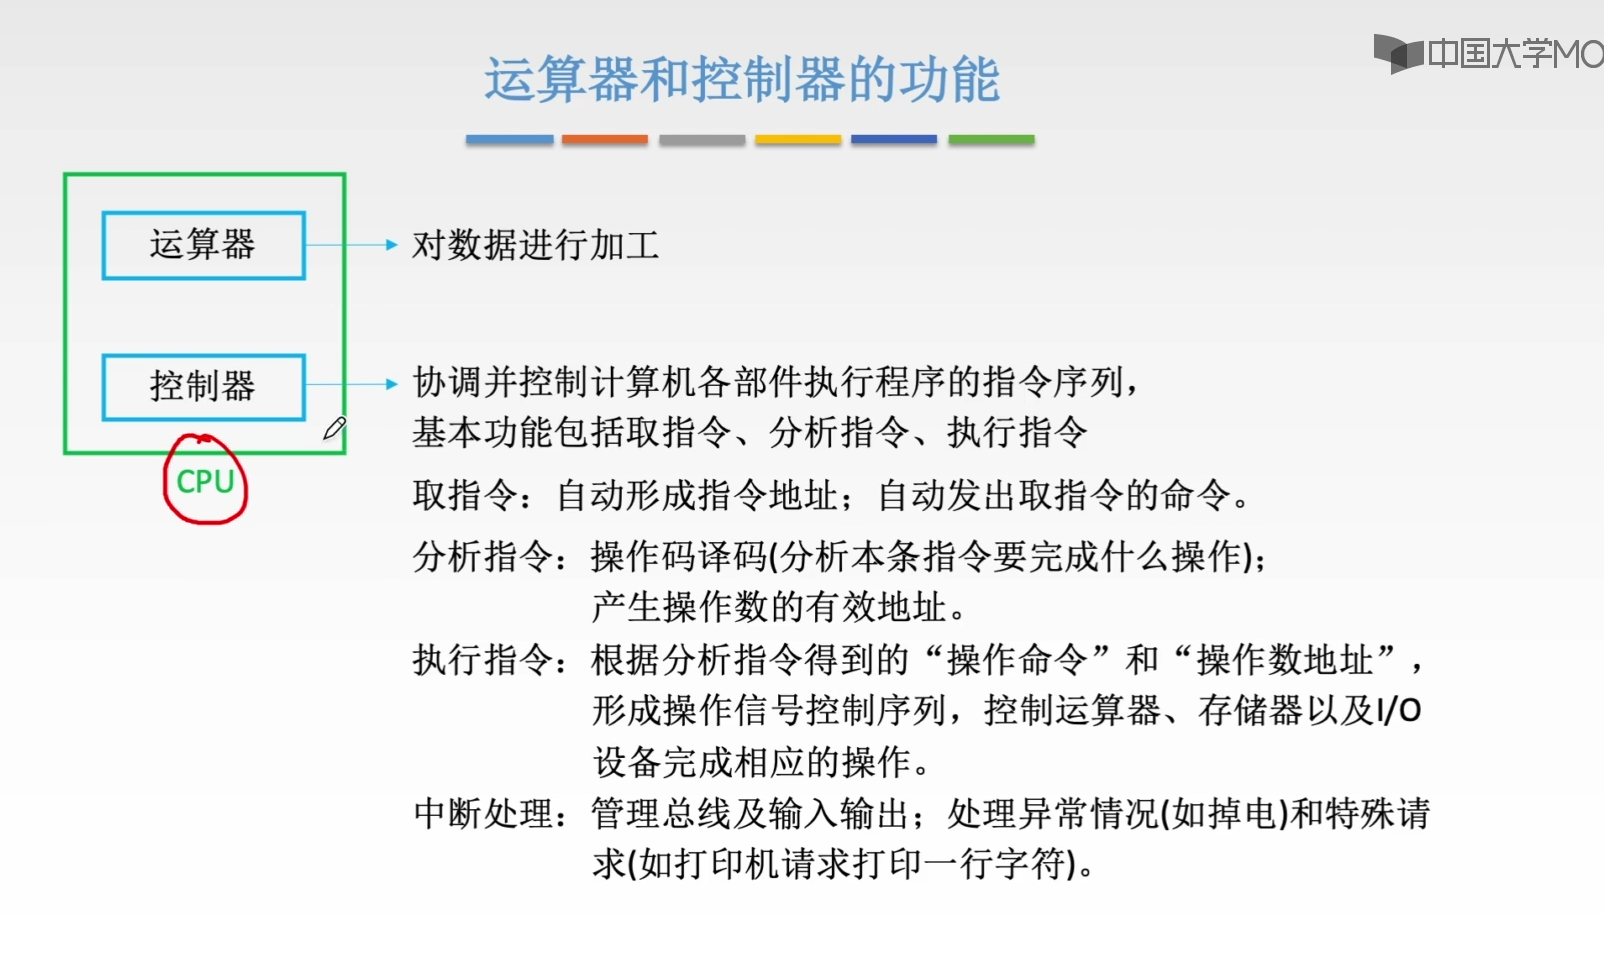 运算器和控制器的功能
中国大学MO
运算器
对数据进行加工
控制器
协调并控制计算机各部件执行程序的指令序列，
基本功能包括取指令、分析指令、执行指令
CPU
取指令：自动形成指令地址；自动发出取指令的命令。
分析指令：操作码译码(分析本条指令要完成什么操作)；
产生操作数的有效地址。
执行指令：根据分析指令得到的“操作命令”和“操作数地址”，
形成操作信号控制序列，控制运算器、存储器以及I/O
设备完成相应的操作。
中断处理：管理总线及输入输出；处理异常情况(如掉电)和特殊请
求(如打印机请求打印一行字符)。